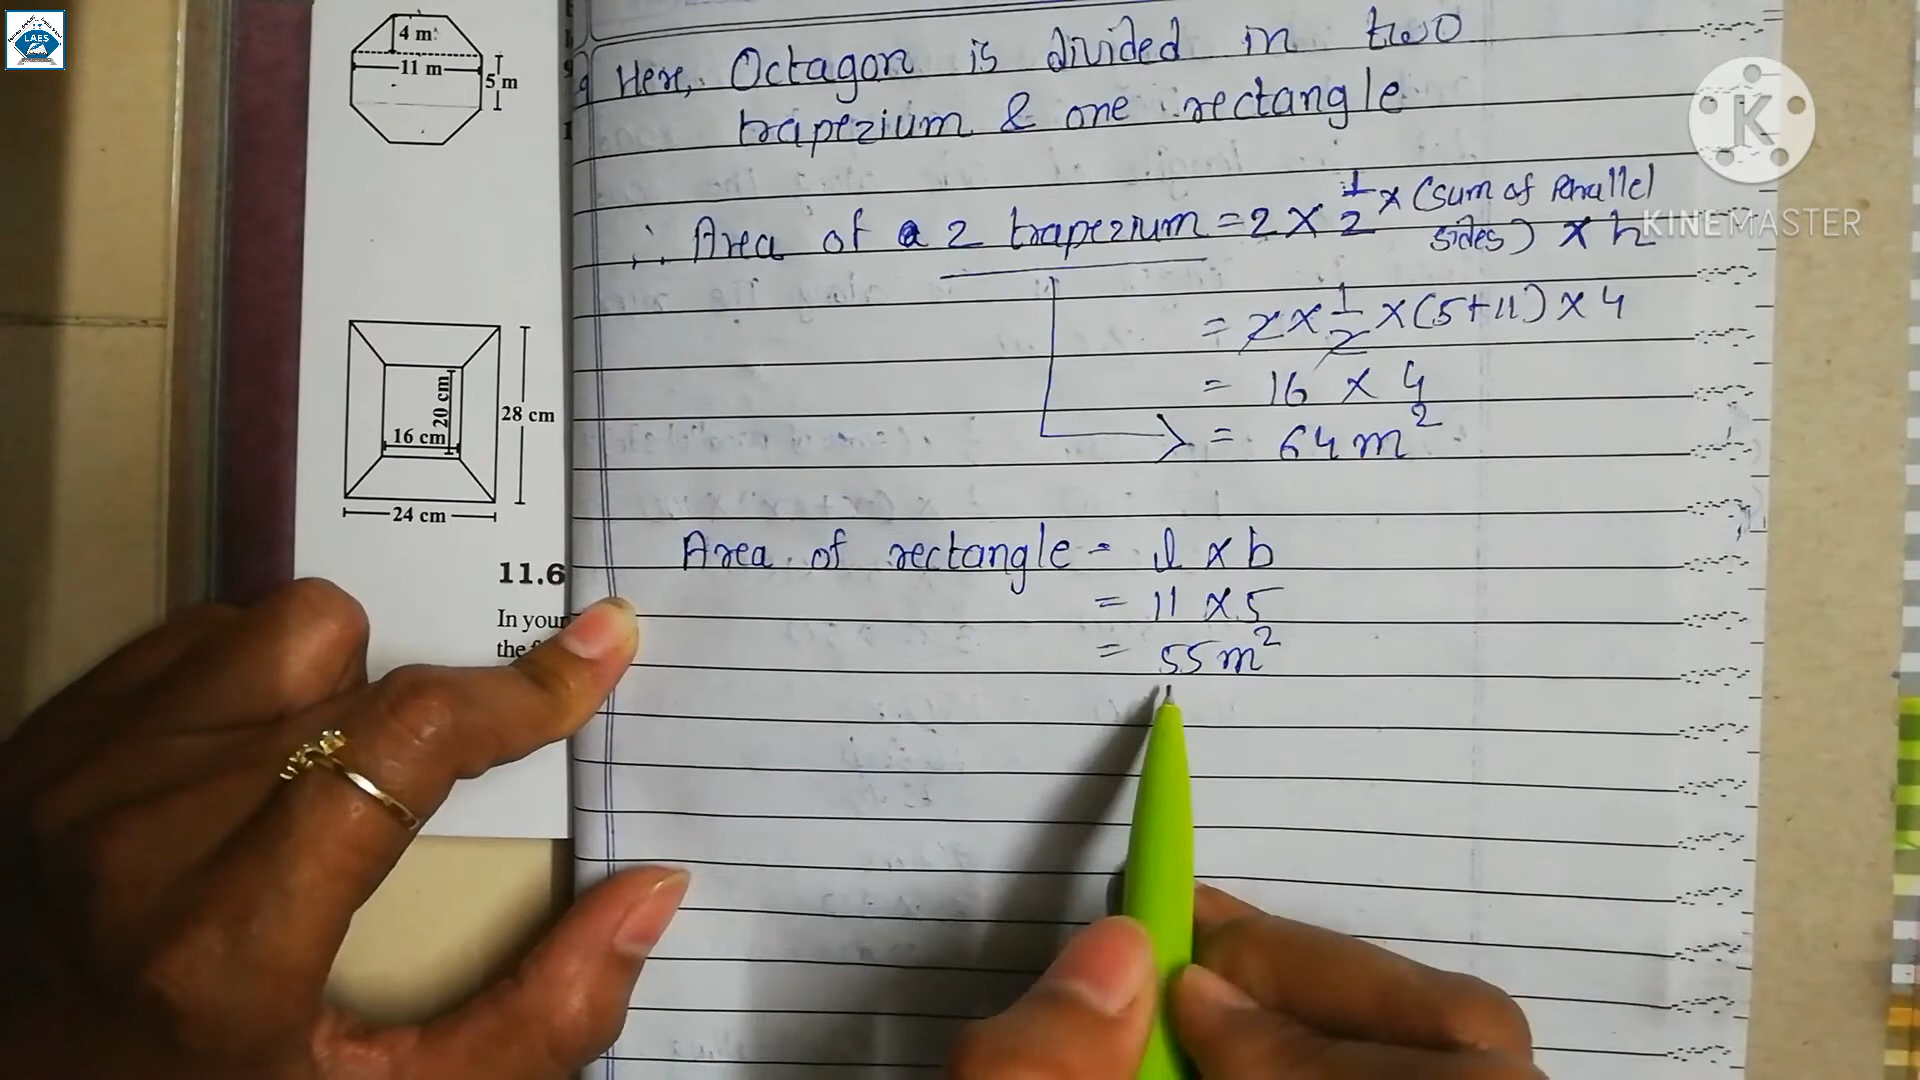 LAES
4 m
11 m
5 m
Here, Octagon is divided in two
trapezium & one rectangle
∴ Area of 2 trapezium = 2 × 1/2 × (sum of Parallel
sides) × h
= 2 × 1/2 × (5+11) × 4
= 16 × 4
= 64 m²
Area of rectangle = l × b
= 11 × 5
= 55 m²
20 cm
28 cm
16 cm
24 cm
11.6
In your
the
K
KINEMASTER